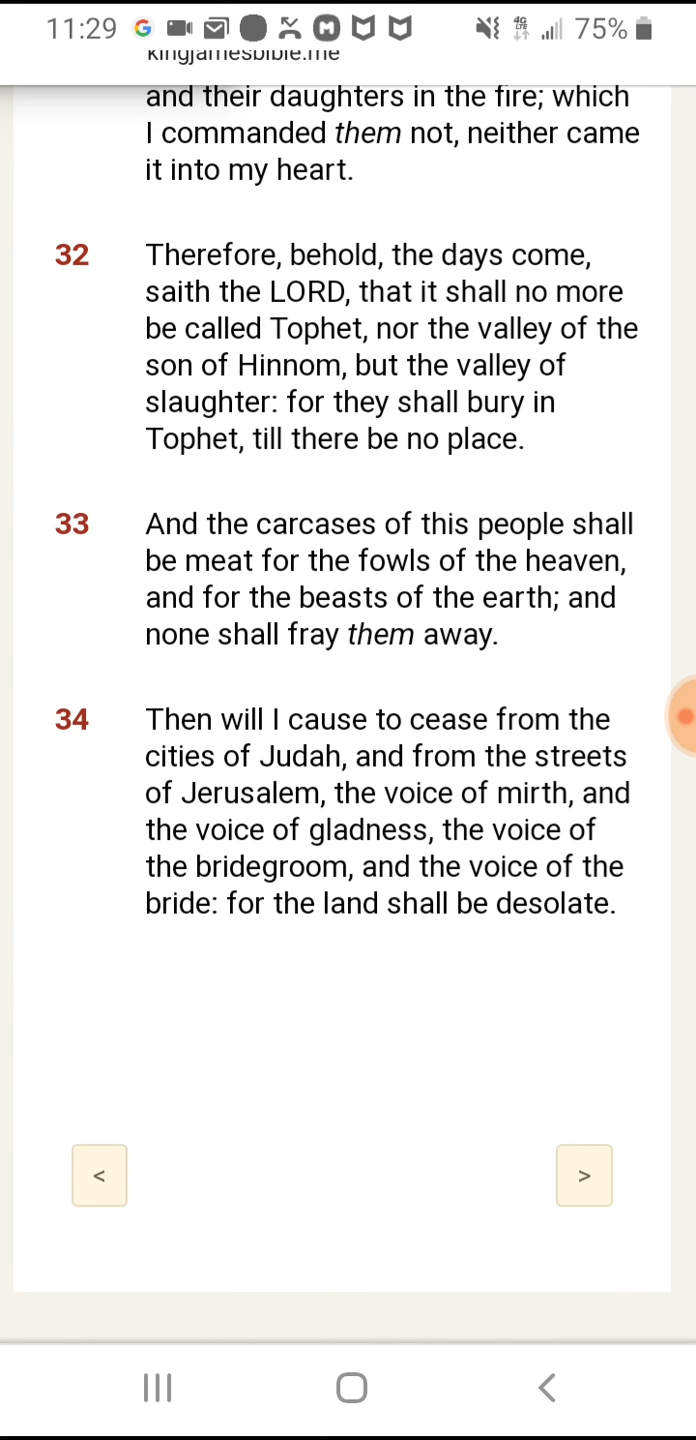 11:29 75%
kingjamesbible.me
and their daughters in the fire; which
I commanded them not, neither came
it into my heart.
32 Therefore, behold, the days come,
saith the LORD, that it shall no more
be called Tophet, nor the valley of the
son of Hinnom, but the valley of
slaughter: for they shall bury in
Tophet, till there be no place.
33 And the carcases of this people shall
be meat for the fowls of the heaven,
and for the beasts of the earth; and
none shall fray them away.
34 Then will I cause to cease from the
cities of Judah, and from the streets
of Jerusalem, the voice of mirth, and
the voice of gladness, the voice of
the bridegroom, and the voice of the
bride: for the land shall be desolate.
< >